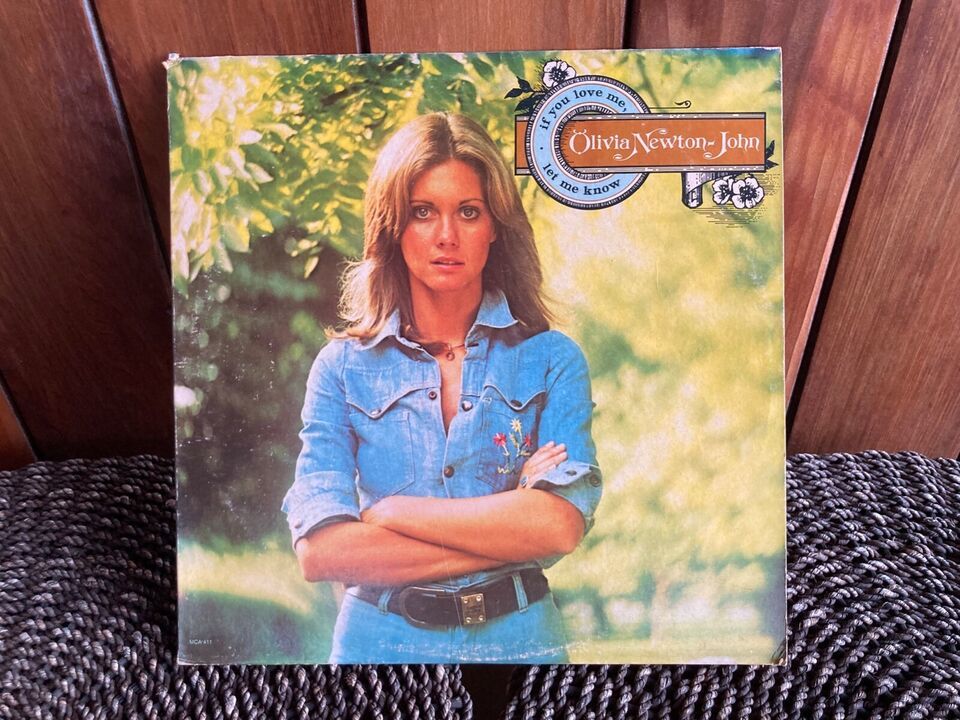 if you love me,
let me know
Olivia Newton-John
MCA-411